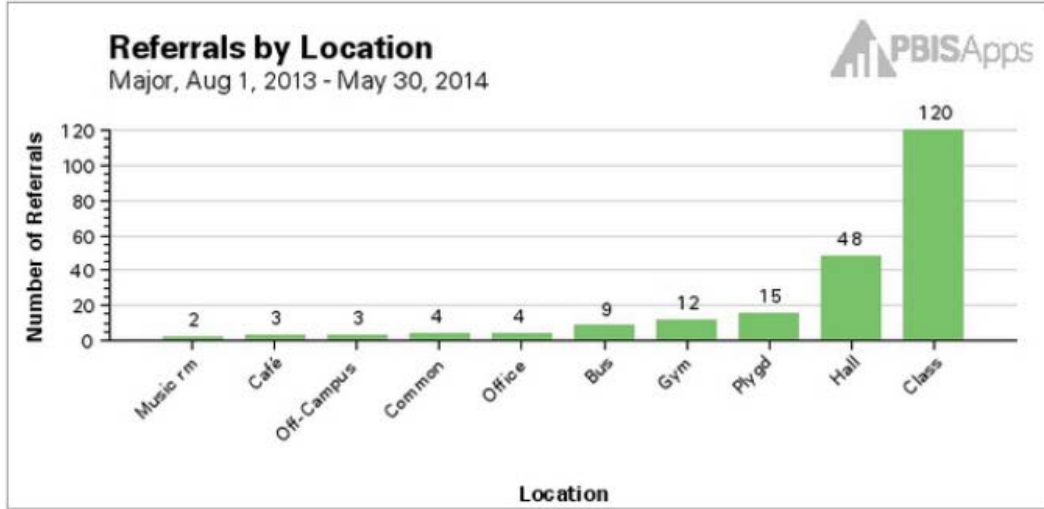 Referrals by Location
Major, Aug 1, 2013 - May 30, 2014
PBISApps
Number of Referrals
120
100
80
60
40
20
0
2
3
3
4
4
9
12
15
48
120
Music rm
Café
Off-Campus
Common
Office
Bus
Gym
Plygd
Hall
Class
Location